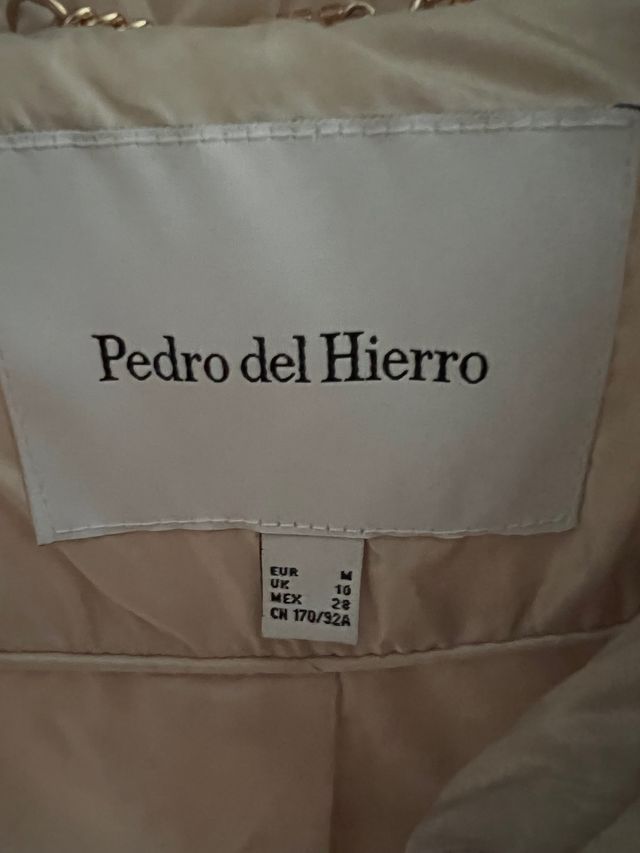 Pedro del Hierro
EUR M
UK 10
MEX 28
CN 170/92A